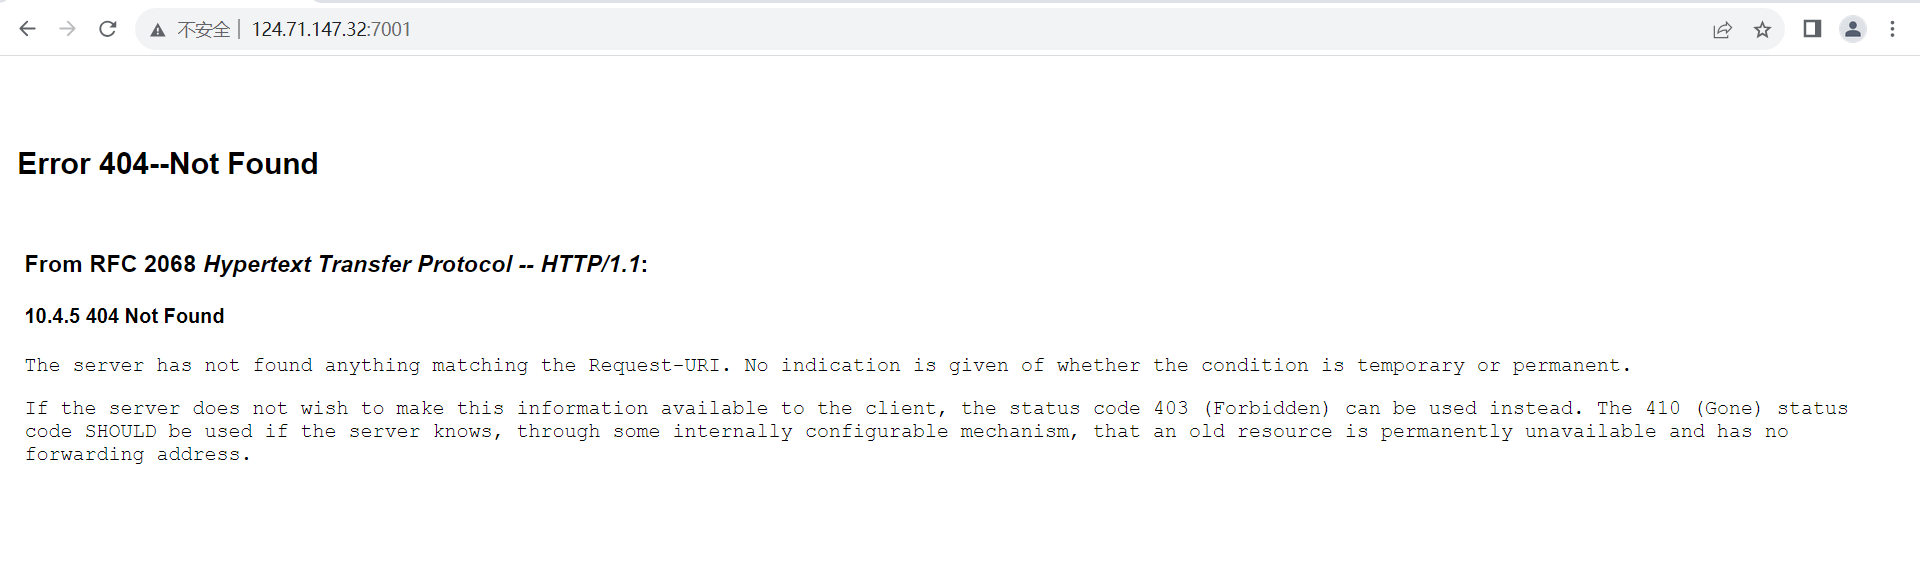 不安全 | 124.71.147.32:7001
Error 404--Not Found
From RFC 2068 Hypertext Transfer Protocol -- HTTP/1.1:
10.4.5 404 Not Found
The server has not found anything matching the Request-URI. No indication is given of whether the condition is temporary or permanent.
If the server does not wish to make this information available to the client, the status code 403 (Forbidden) can be used instead. The 410 (Gone) status
code SHOULD be used if the server knows, through some internally configurable mechanism, that an old resource is permanently unavailable and has no
forwarding address.